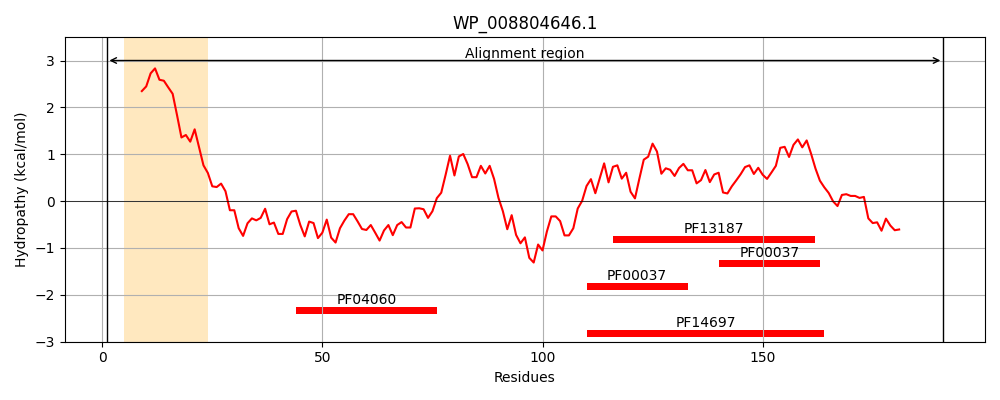 WP_008804646.1
Alignment region
Hydropathy (kcal/mol)
3
2
1
0
−1
−2
−3
PF13187
PF00037
PF00037
PF04060
PF14697
0
50
100
150
Residues